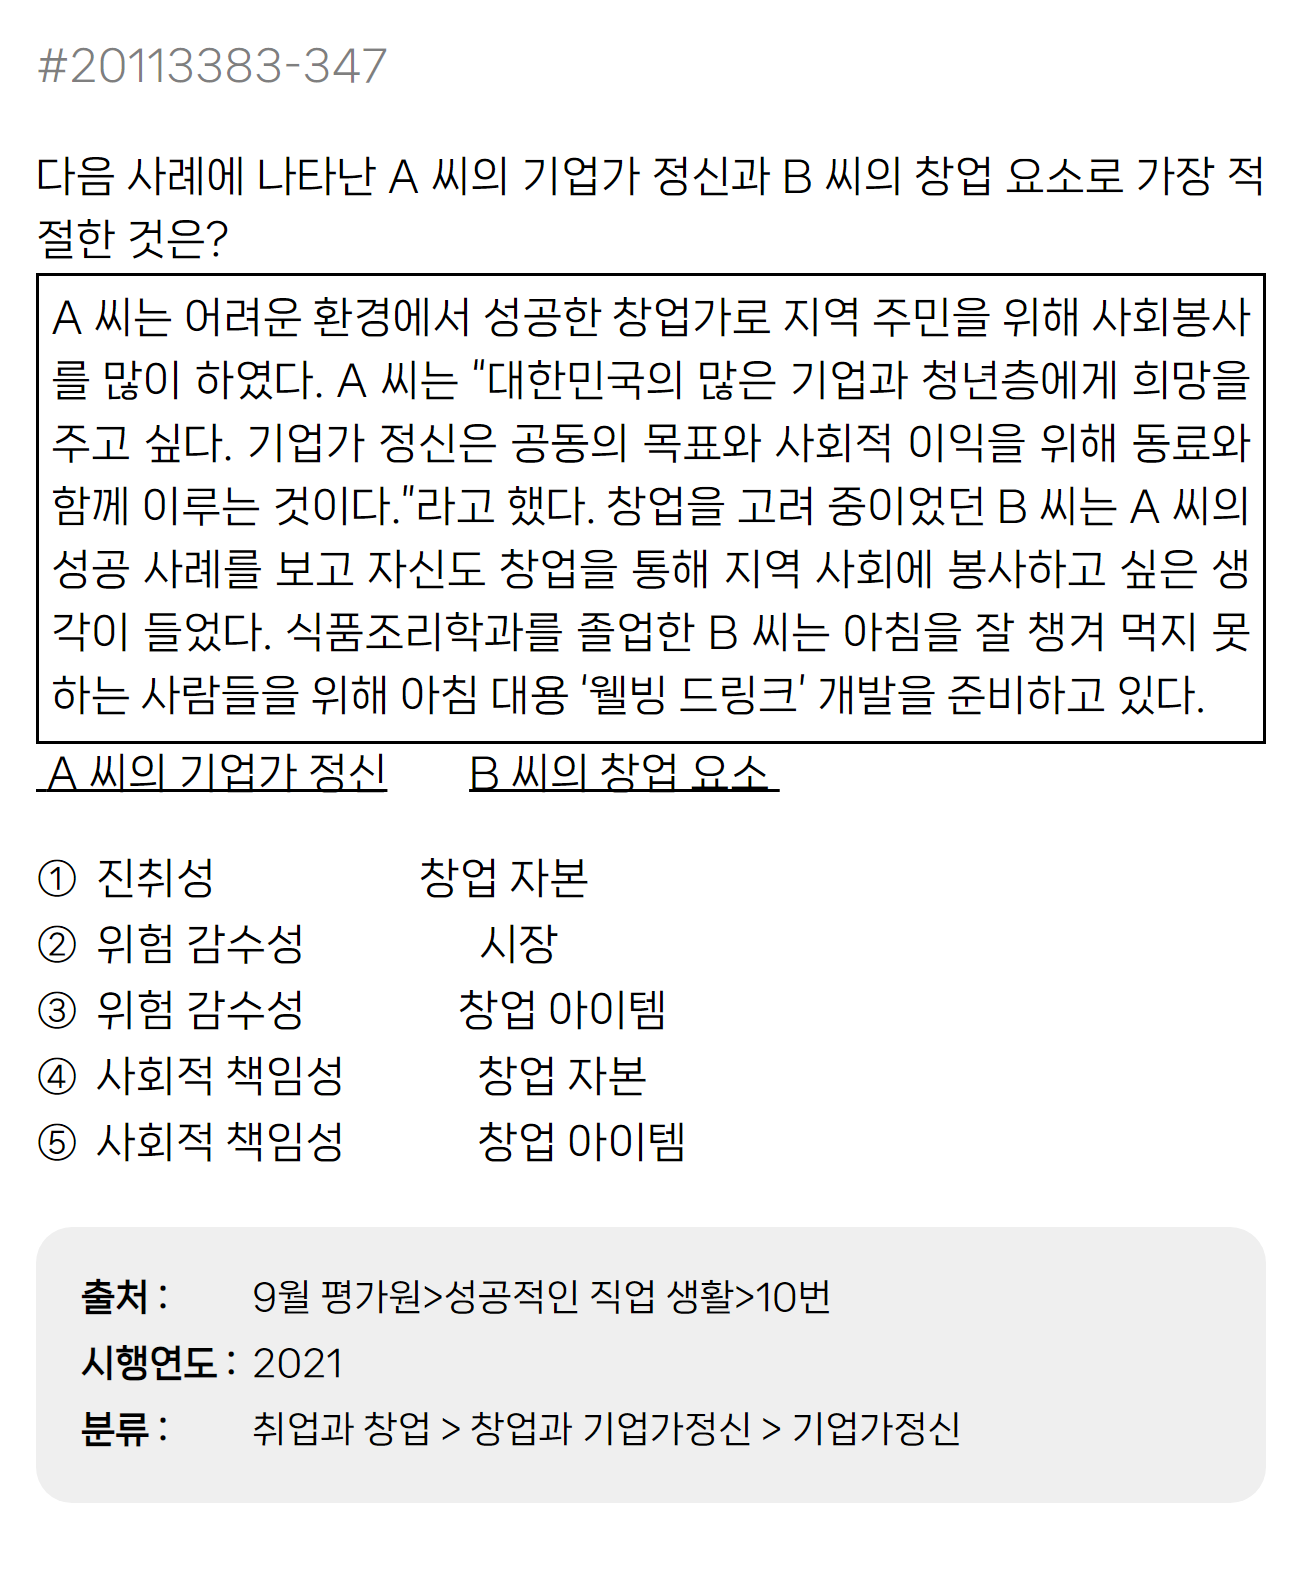 #20113383-347
다음 사례에 나타난 A 씨의 기업가 정신과 B 씨의 창업 요소로 가장 적
절한 것은?
A 씨는 어려운 환경에서 성공한 창업가로 지역 주민을 위해 사회봉사
를 많이 하였다. A 씨는 "대한민국의 많은 기업과 청년층에게 희망을
주고 싶다. 기업가 정신은 공동의 목표와 사회적 이익을 위해 동료와
함께 이루는 것이다."라고 했다. 창업을 고려 중이었던 B 씨는 A 씨의
성공 사례를 보고 자신도 창업을 통해 지역 사회에 봉사하고 싶은 생
각이 들었다. 식품조리학과를 졸업한 B 씨는 아침을 잘 챙겨 먹지 못
하는 사람들을 위해 아침 대용 '웰빙 드링크' 개발을 준비하고 있다.
A 씨의 기업가 정신 B 씨의 창업 요소
① 진취성 창업 자본
② 위험 감수성 시장
③ 위험 감수성 창업 아이템
④ 사회적 책임성 창업 자본
⑤ 사회적 책임성 창업 아이템
출처 : 9월 평가원>성공적인 직업 생활>10번
시행연도 : 2021
분류 : 취업과 창업 > 창업과 기업가정신 > 기업가정신